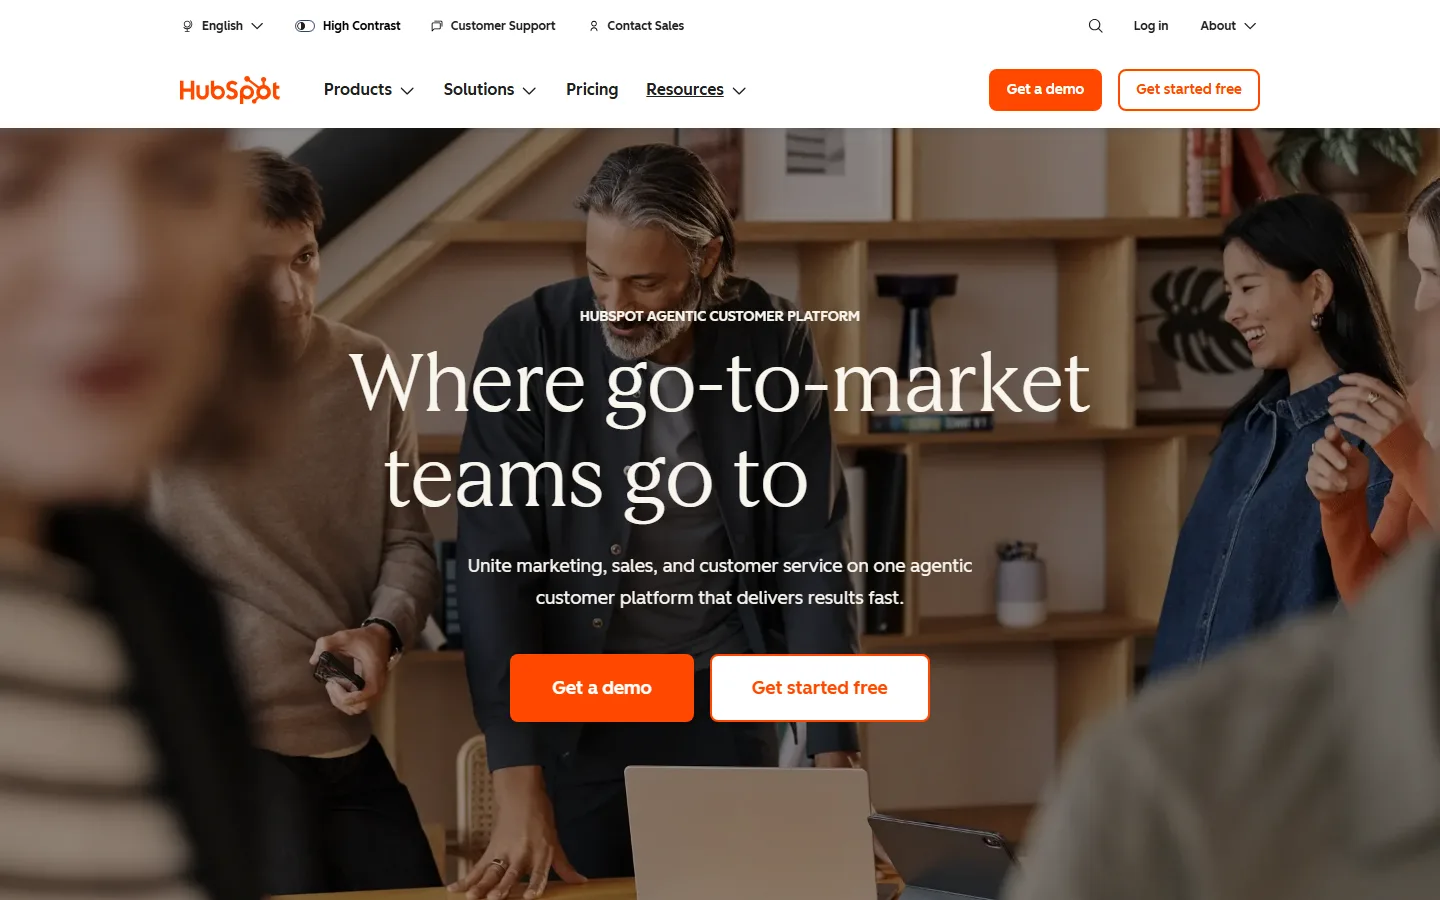 English
High Contrast
Customer Support
Contact Sales
Log in
About
HubSpot
Products
Solutions
Pricing
Resources
Get a demo
Get started free
HUBSPOT AGENTIC CUSTOMER PLATFORM
Where go-to-market
teams go to
Unite marketing, sales, and customer service on one agentic
customer platform that delivers results fast.
Get a demo
Get started free